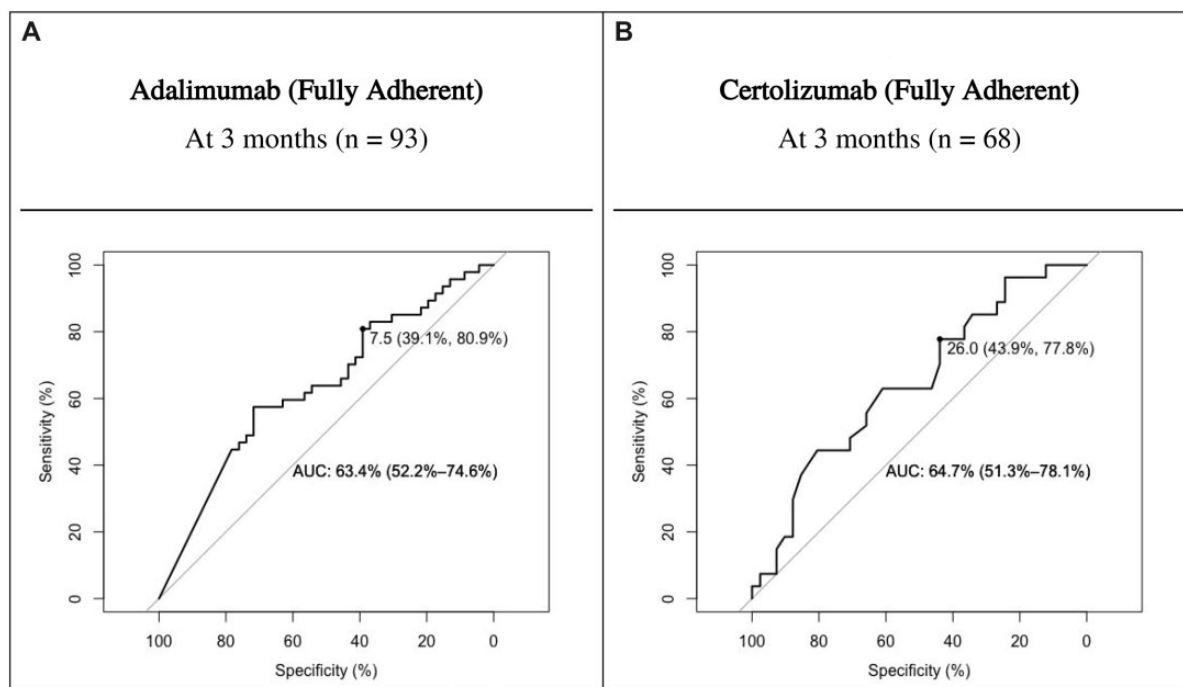 A
Adalimumab (Fully Adherent)
At 3 months (n = 93)
100
80
60
40
20
0
Sensitivity (%)
7.5 (39.1%, 80.9%)
AUC: 63.4% (52.2%–74.6%)
100 80 60 40 20 0
Specificity (%)
B
Certolizumab (Fully Adherent)
At 3 months (n = 68)
100
80
60
40
20
0
Sensitivity (%)
26.0 (43.9%, 77.8%)
AUC: 64.7% (51.3%–78.1%)
100 80 60 40 20 0
Specificity (%)